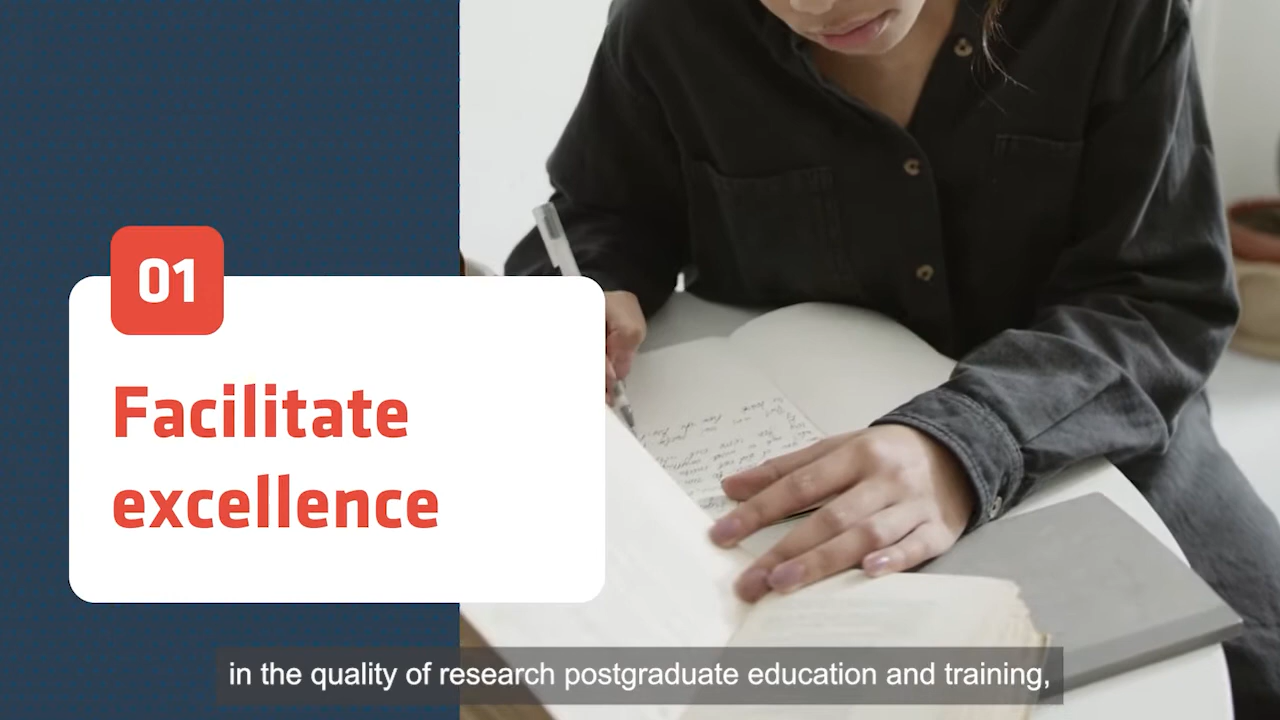 01
Facilitate
excellence
in the quality of research postgraduate education and training,